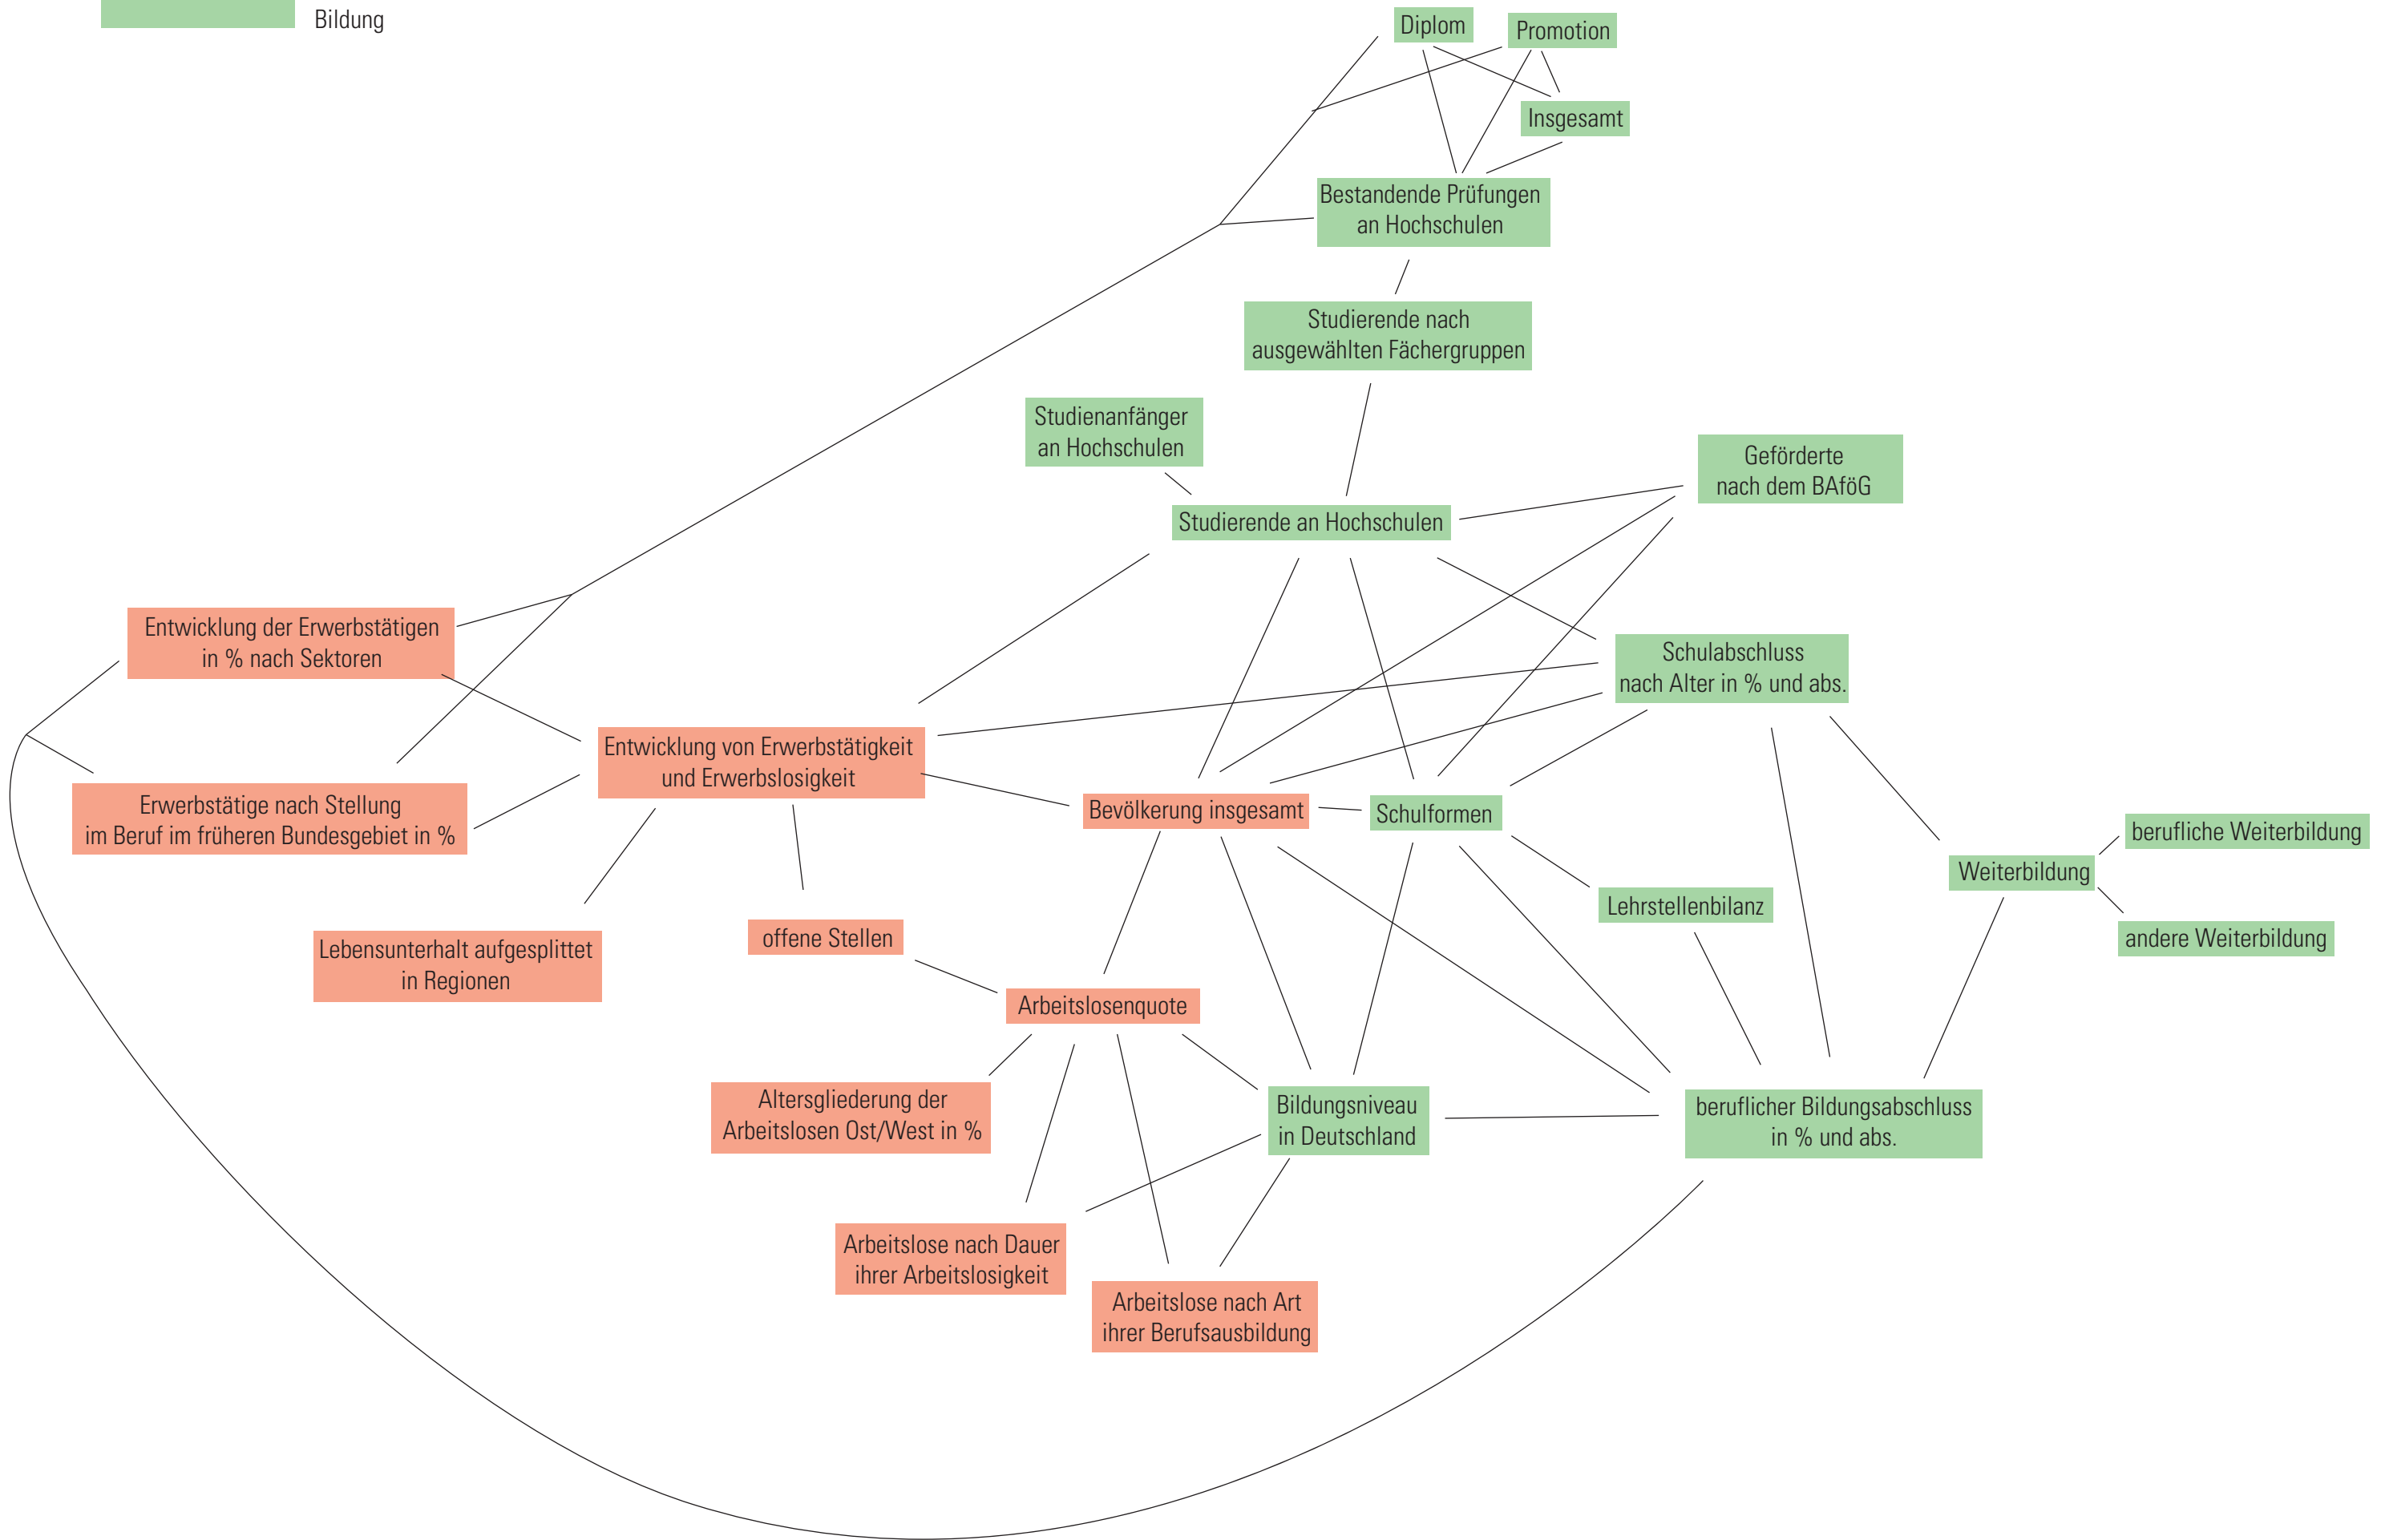 Bildung
Diplom
Promotion
Insgesamt
Bestandende Prüfungen
an Hochschulen
Studierende nach
ausgewählten Fächergruppen
Studienanfänger
an Hochschulen
Geförderte
nach dem BAföG
Studierende an Hochschulen
Entwicklung der Erwerbstätigen
in % nach Sektoren
Schulabschluss
nach Alter in % und abs.
Entwicklung von Erwerbstätigkeit
und Erwerbslosigkeit
Erwerbstätige nach Stellung
im Beruf im früheren Bundesgebiet in %
Bevölkerung insgesamt
Schulformen
berufliche Weiterbildung
Weiterbildung
andere Weiterbildung
Lehrstellenbilanz
Lebensunterhalt aufgesplittet
in Regionen
offene Stellen
Arbeitslosenquote
Altersgliederung der
Arbeitslosen Ost/West in %
Bildungsniveau
in Deutschland
beruflicher Bildungsabschluss
in % und abs.
Arbeitslose nach Dauer
ihrer Arbeitslosigkeit
Arbeitslose nach Art
ihrer Berufsausbildung